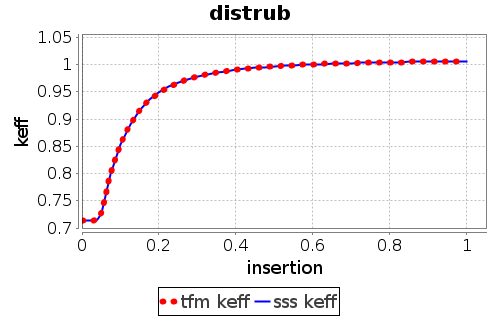 distrub
1.05
1
0.95
0.9
0.85
0.8
0.75
0.7
keff
0 0.2 0.4 0.6 0.8 1
insertion
tfm keff sss keff